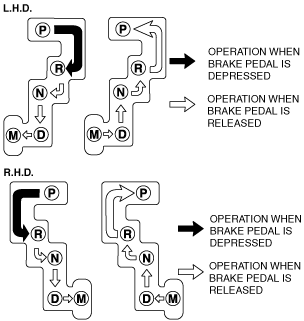 L.H.D.
P P
R R
N N
M D M D
OPERATION WHEN
BRAKE PEDAL IS
DEPRESSED
OPERATION WHEN
BRAKE PEDAL IS
RELEASED
R.H.D.
P P
R R
N N
D M D M
OPERATION WHEN
BRAKE PEDAL IS
DEPRESSED
OPERATION WHEN
BRAKE PEDAL IS
RELEASED